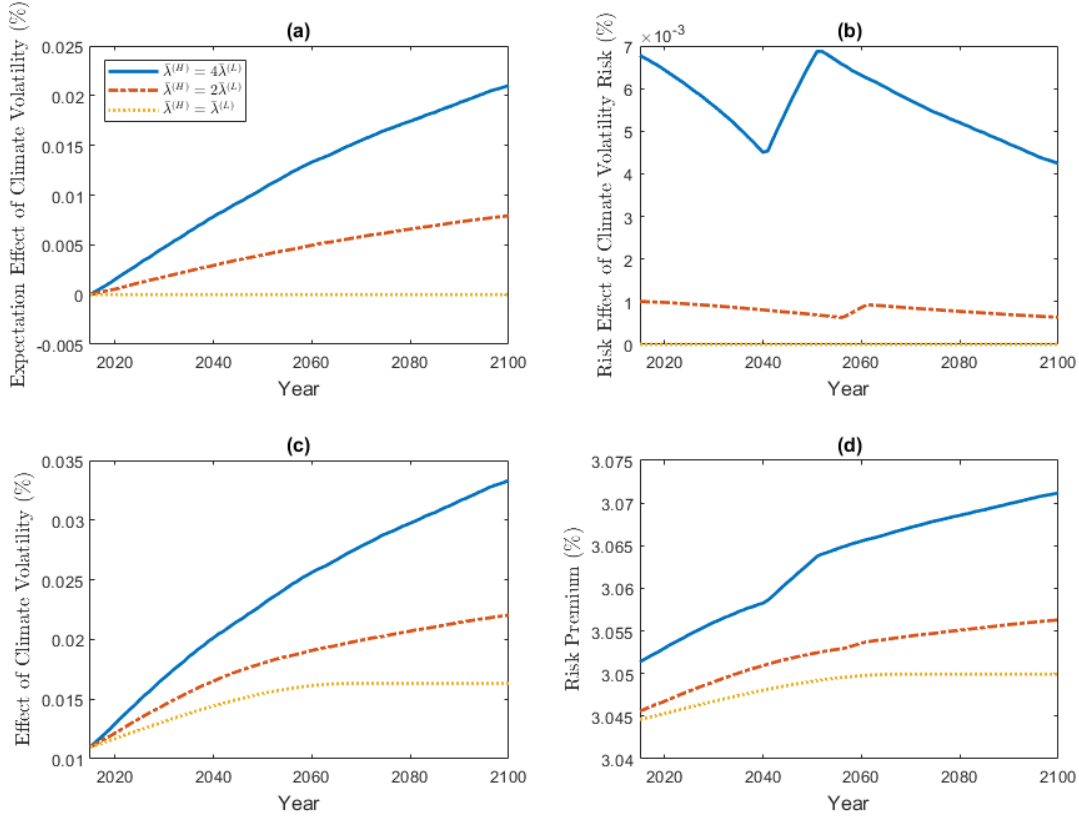 (a)
Expectation Effect of Climate Volatility (%)
0.025
0.02
0.015
0.01
0.005
0
-0.005
λ̄^(H) = 4λ̄^(L)
λ̄^(H) = 2λ̄^(L)
λ̄^(H) = λ̄^(L)
2020 2040 2060 2080 2100
Year
(b)
×10^-3
Risk Effect of Climate Volatility Risk (%)
7
6
5
4
3
2
1
0
2020 2040 2060 2080 2100
Year
(c)
Effect of Climate Volatility (%)
0.035
0.03
0.025
0.02
0.015
0.01
2020 2040 2060 2080 2100
Year
(d)
Risk Premium (%)
3.075
3.07
3.065
3.06
3.055
3.05
3.045
3.04
2020 2040 2060 2080 2100
Year